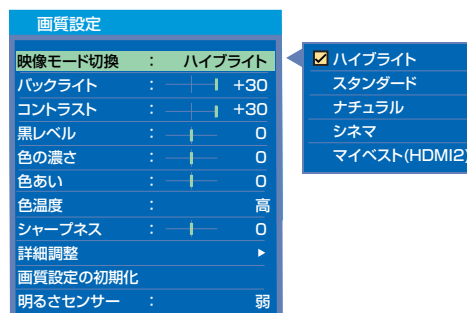 画質設定
映像モード切換 : ハイブライト
バックライト : +30
コントラスト : +30
黒レベル : 0
色の濃さ : 0
色あい : 0
色温度 : 高
シャープネス : 0
詳細調整
画質設定の初期化
明るさセンサー : 弱
ハイブライト
スタンダード
ナチュラル
シネマ
マイベスト(HDMI2)